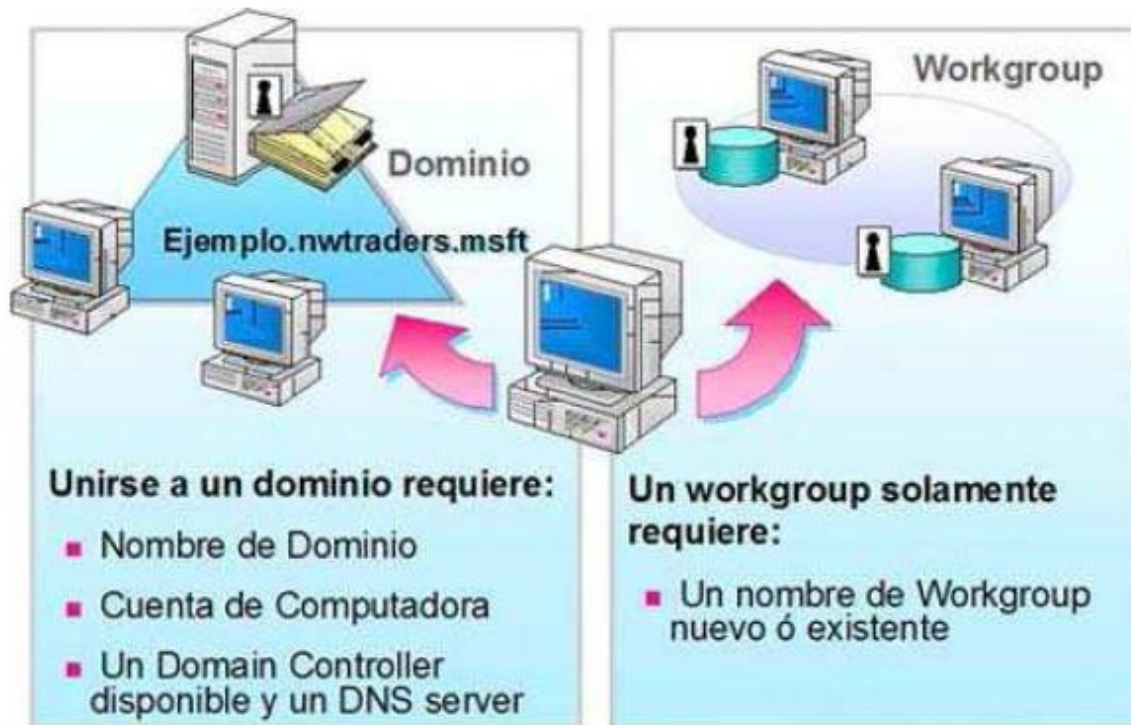 Dominio
Ejemplo.nwtraders.msft
Unirse a un dominio requiere:
Nombre de Dominio
Cuenta de Computadora
Un Domain Controller
disponible y un DNS server
Workgroup
Un workgroup solamente
requiere:
Un nombre de Workgroup
nuevo ó existente